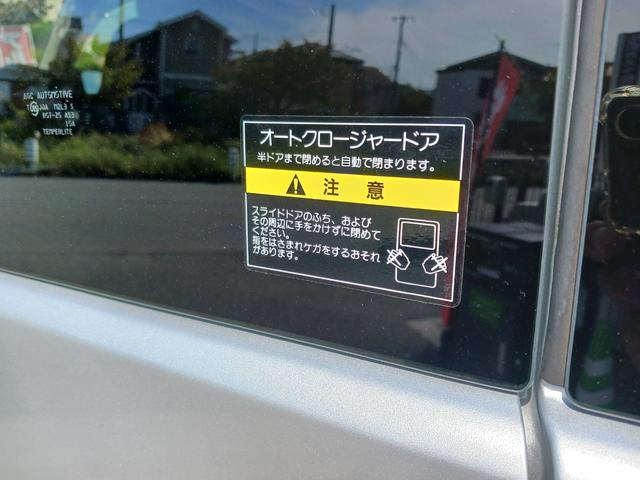 AGC AUTOMOTIVE
M2L3 S
TEMPERLITE
オートクロージャードア
半ドアまで閉めると自動で閉まります。
注意
スライドドアのふち、および
その周辺に手をかけずに閉めて
ください。
指をはさまれケガをするおそれ
があります。